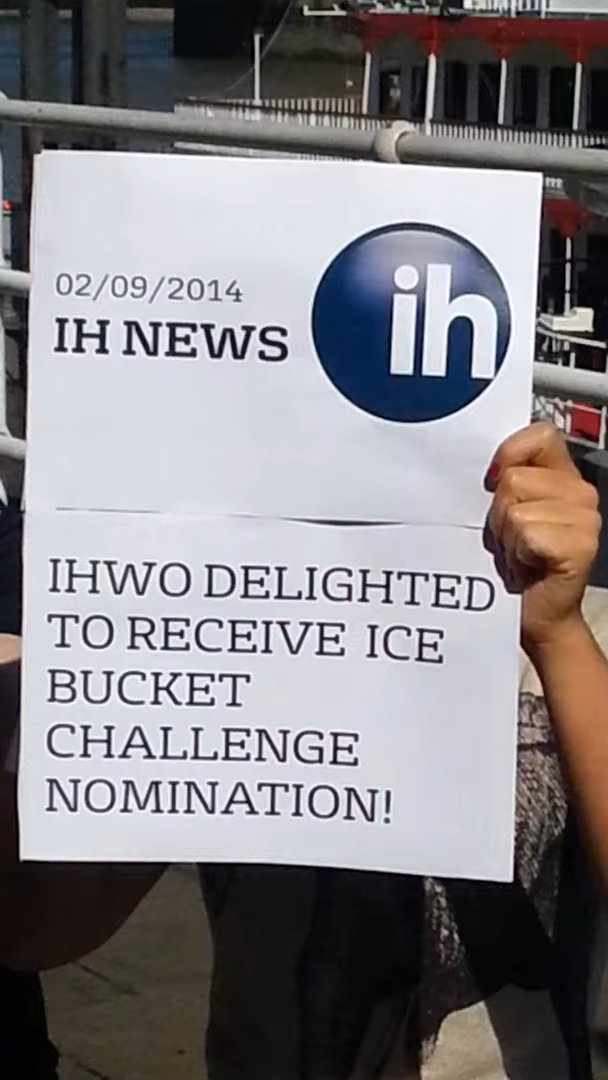 02/09/2014
IH NEWS
ih
IHWO DELIGHTED
TO RECEIVE ICE
BUCKET
CHALLENGE
NOMINATION!